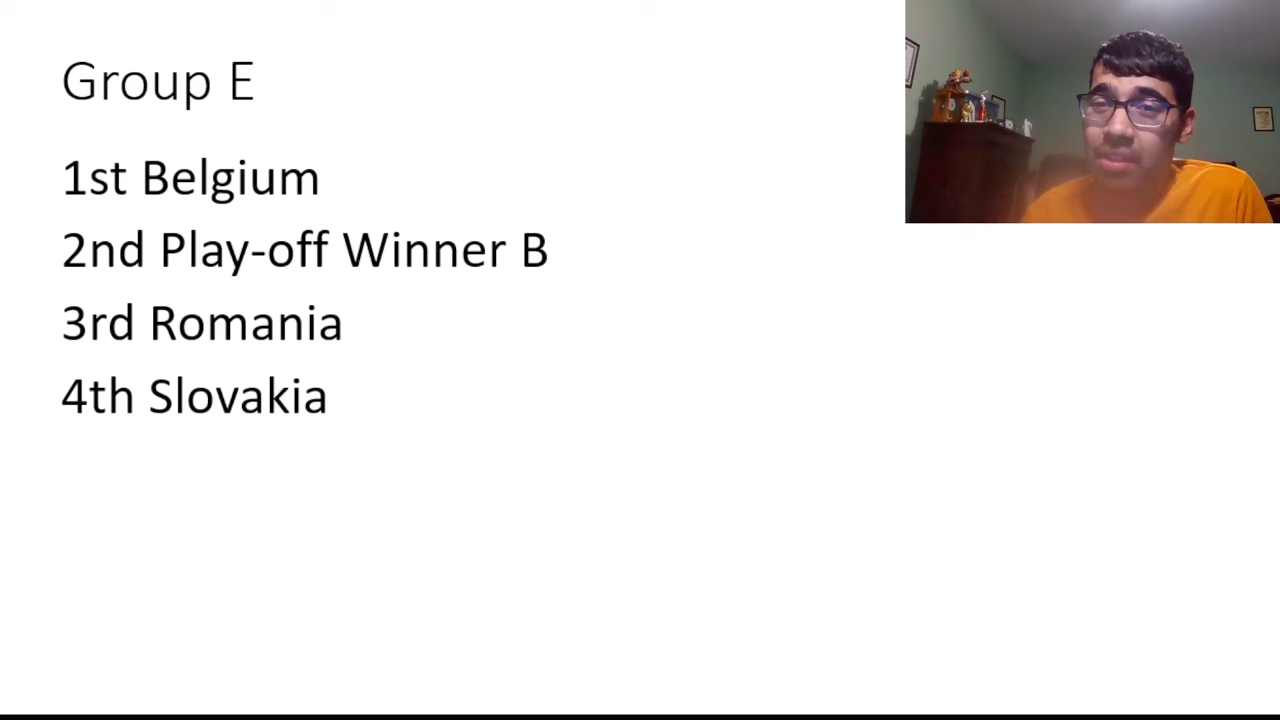 Group E
1st Belgium
2nd Play-off Winner B
3rd Romania
4th Slovakia